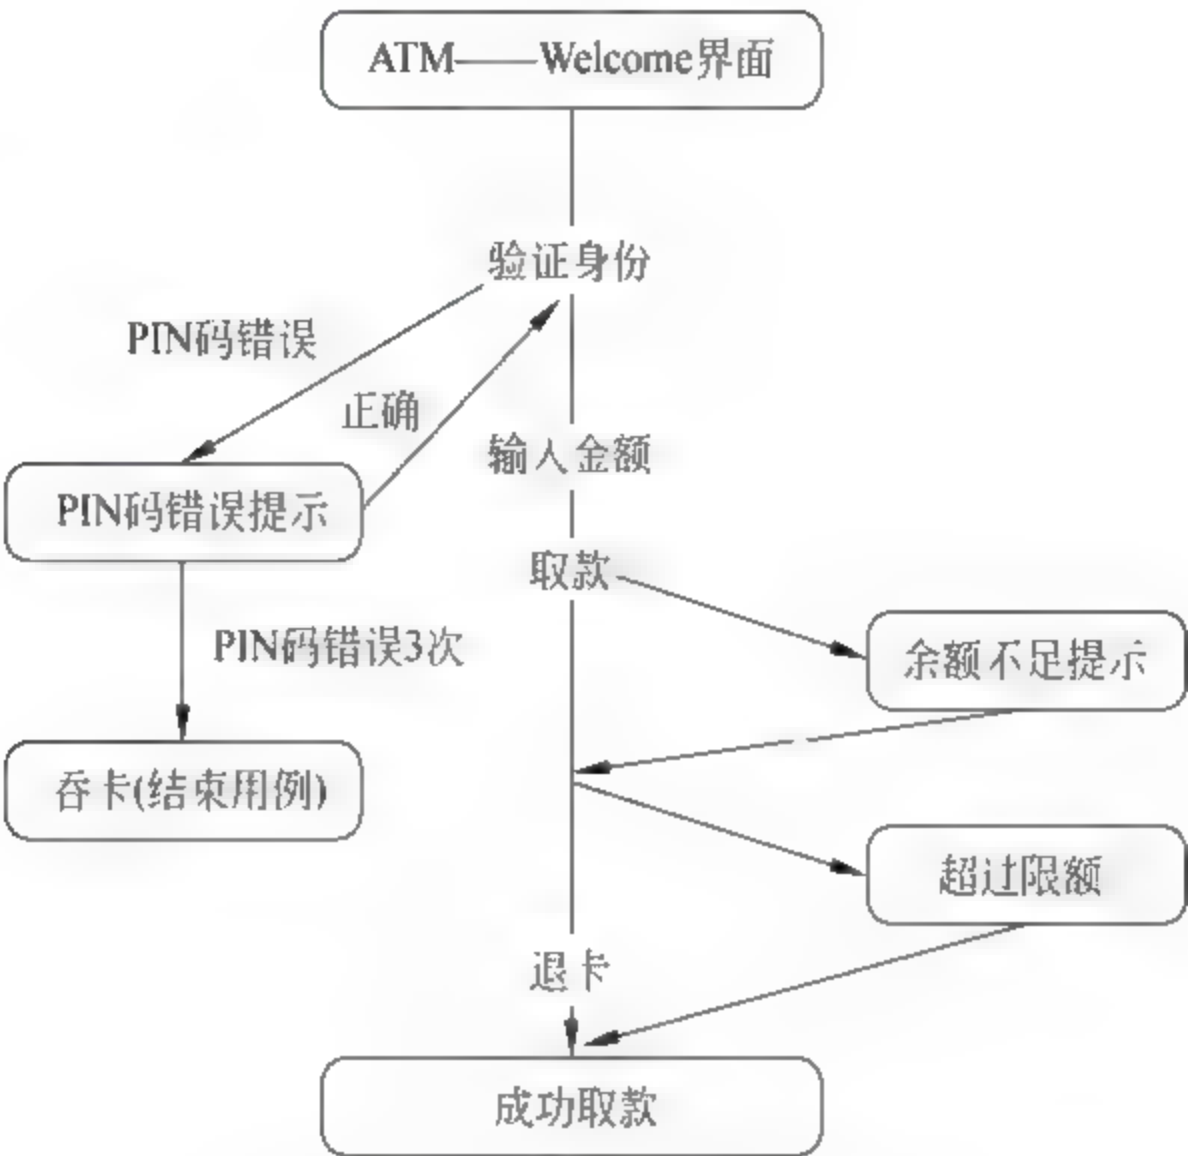 ATM——Welcome界面
验证身份
PIN码错误
正确
输入金额
PIN码错误提示
取款
PIN码错误3次
余额不足提示
吞卡(结束用例)
超过限额
退卡
成功取款